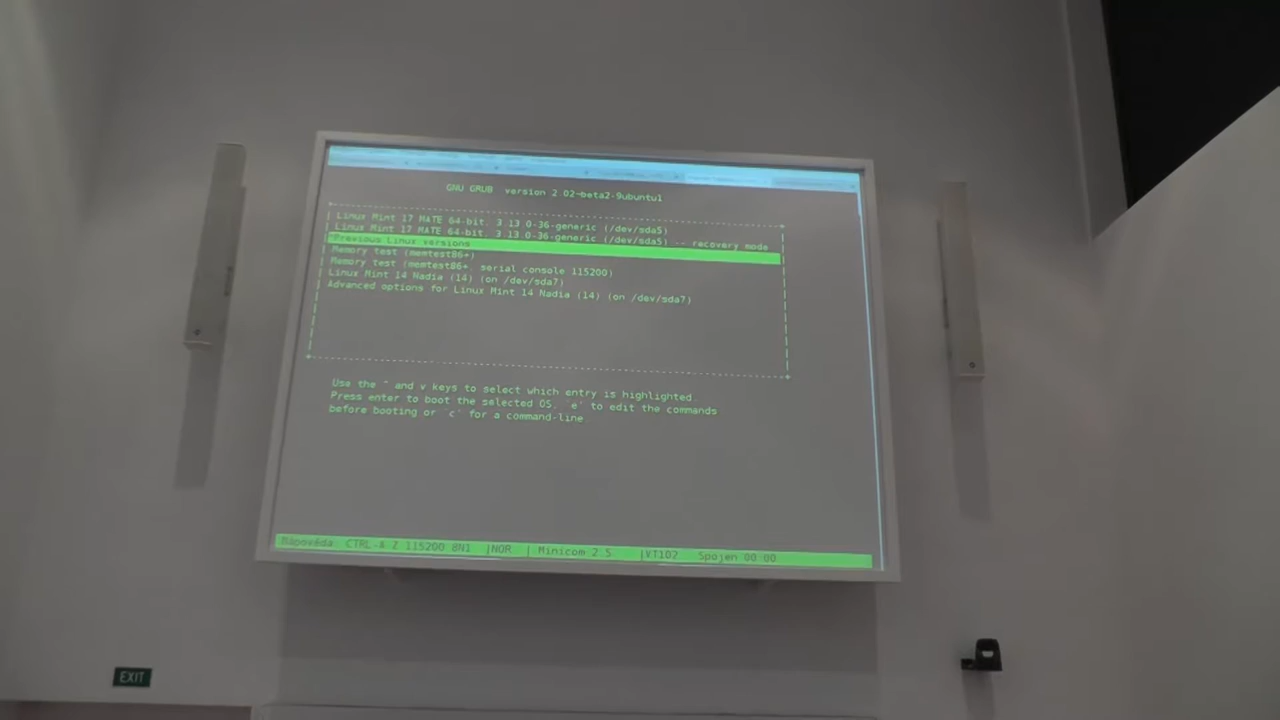 GNU GRUB version 2 02~beta2-9ubuntu1
Linux Mint 17 MATE 64-bit, 3 13 0-36-generic (/dev/sda5)
Linux Mint 17 MATE 64-bit, 3 13 0-36-generic (/dev/sda5) -- recovery mode
*Previous Linux versions
Memory test (memtest86+)
Memory test (memtest86+, serial console 115200)
Linux Mint 14 Nadia (14) (on /dev/sda7)
Advanced options for Linux Mint 14 Nadia (14) (on /dev/sda7)
Use the ^ and v keys to select which entry is highlighted.
Press enter to boot the selected OS, `e' to edit the commands
before booting or `c' for a command-line.
Nápověda: CTRL-A Z 115200 8N1 |NOR | Minicom 2.5 |VT102 Spojen 00:00
EXIT